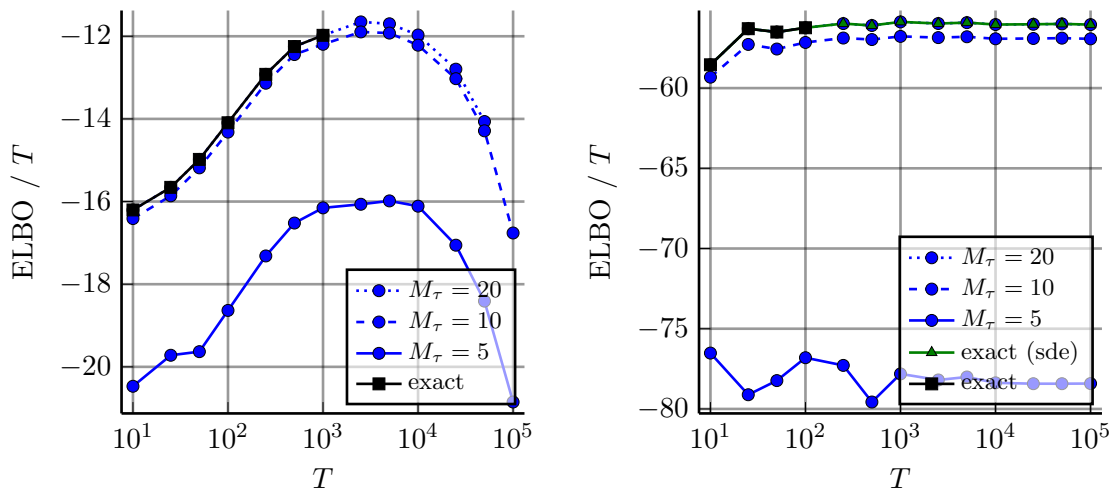 ELBO / T
−12
−14
−16
−18
−20
10^1
10^2
10^3
10^4
10^5
T
M_τ = 20
M_τ = 10
M_τ = 5
exact
ELBO / T
−60
−65
−70
−75
−80
10^1
10^2
10^3
10^4
10^5
T
M_τ = 20
M_τ = 10
M_τ = 5
exact (sde)
exact